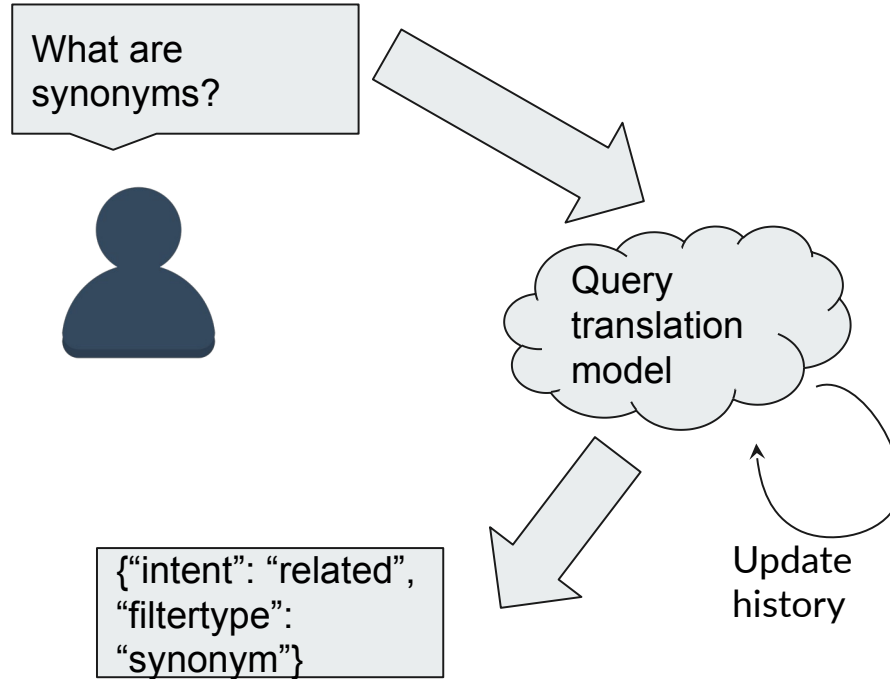 What are
synonyms?
Query
translation
model
Update
history
{“intent”: “related”,
“filtertype”:
“synonym”}